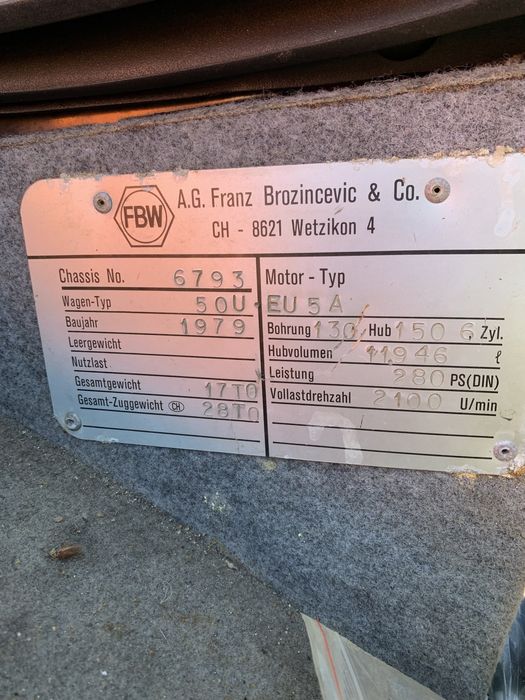 FBW
A.G. Franz Brozincevic & Co.
CH - 8621 Wetzikon 4
Chassis No. 6793
Wagen-Typ 50U
Baujahr 1979
Leergewicht
Nutzlast
Gesamtgewicht 17TO
Gesamt-Zuggewicht CH 28TO
Motor - Typ
EU5A
Bohrung 130 Hub 150 6 Zyl.
Hubvolumen 11946 ℓ
Leistung 280 PS(DIN)
Vollastdrehzahl 2100 U/min